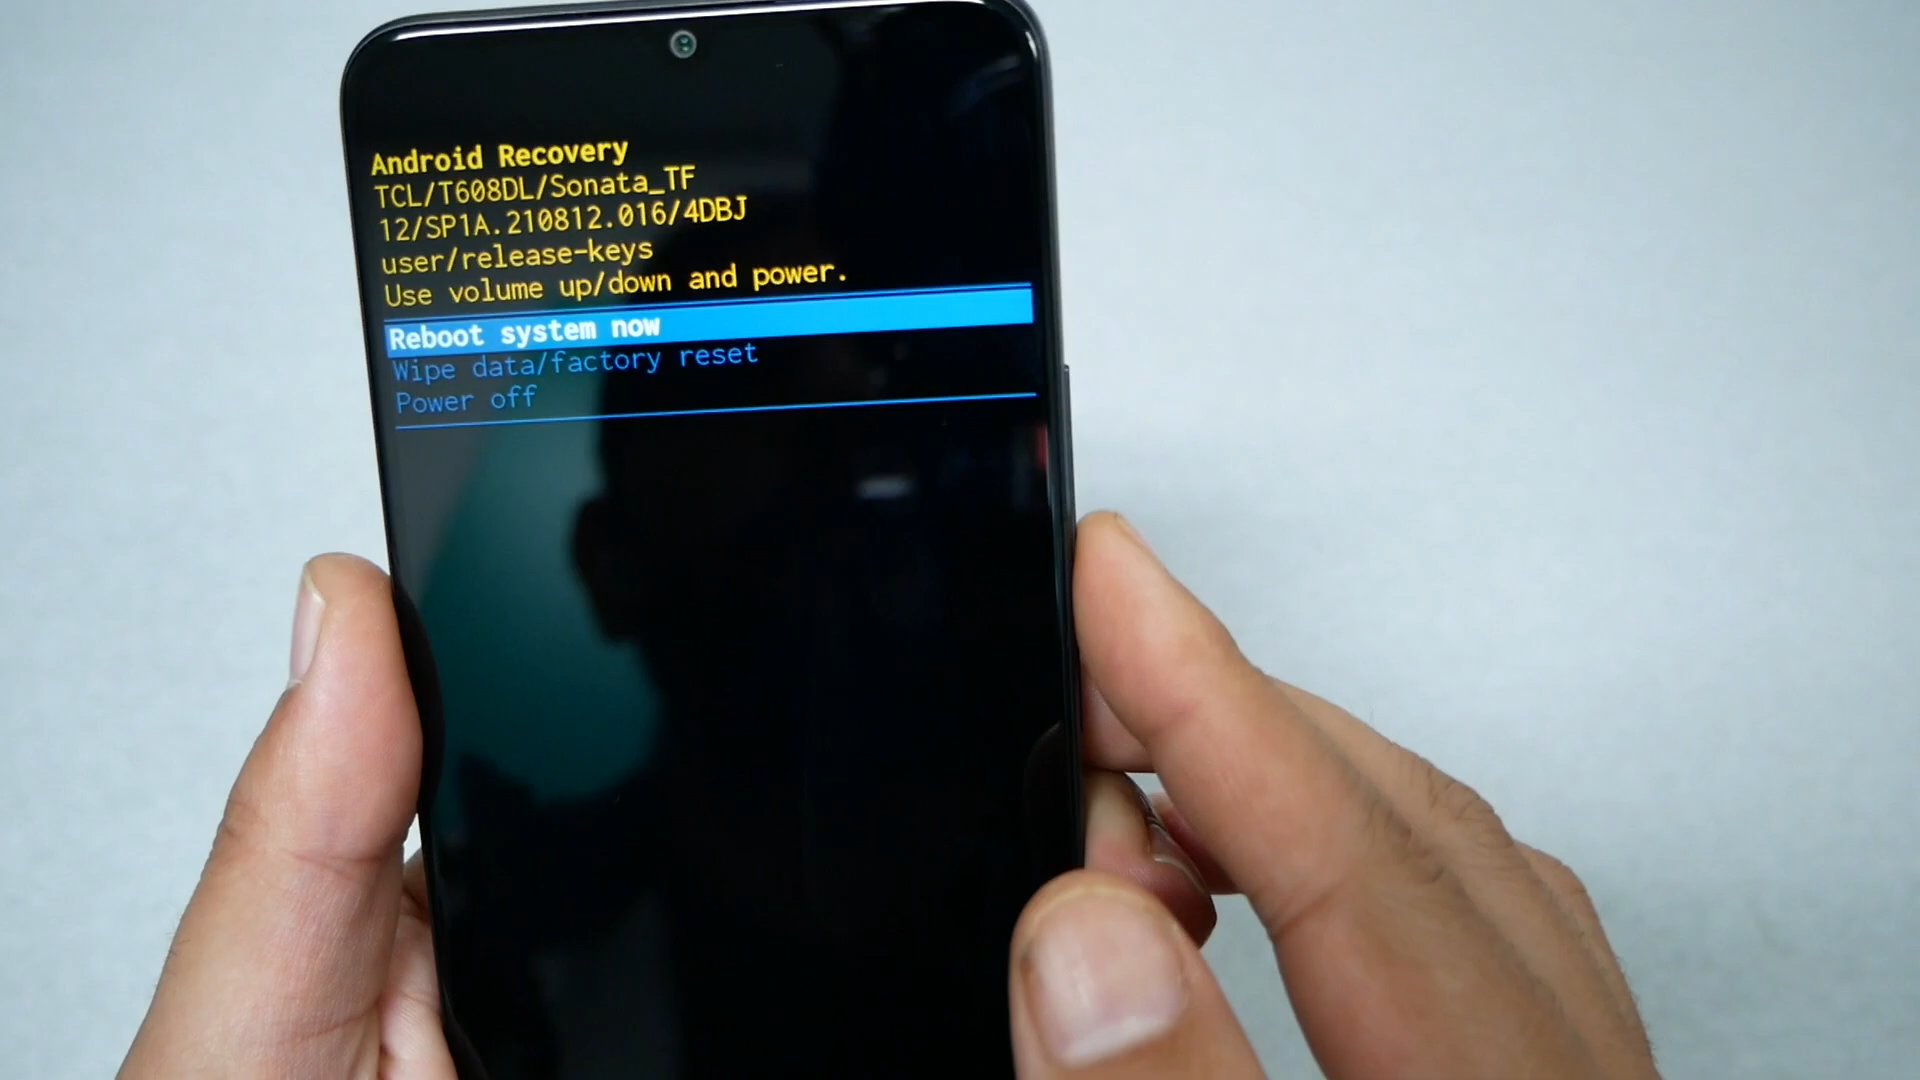 Android Recovery
TCL/T608DL/Sonata_TF
12/SP1A.210812.016/4DBJ
user/release-keys
Use volume up/down and power.
Reboot system now
Wipe data/factory reset
Power off